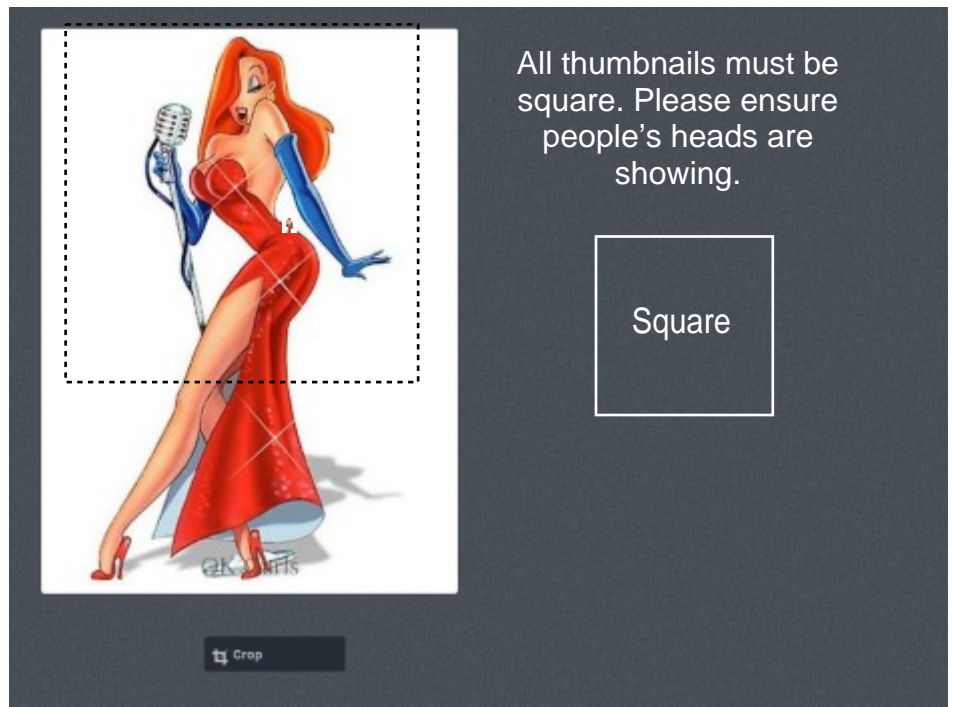 All thumbnails must be
square. Please ensure
people's heads are
showing.
Square
Crop